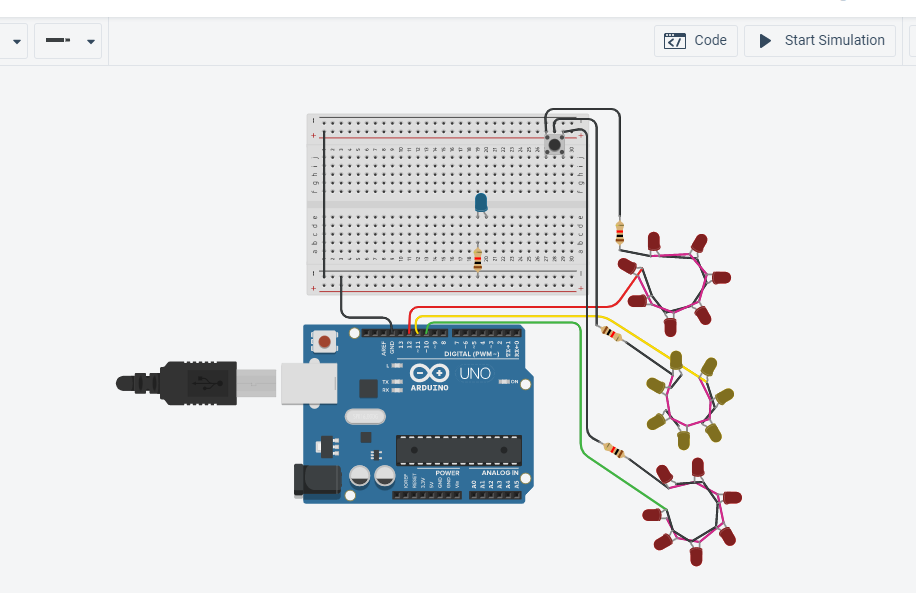 Code
Start Simulation
AREF
GND
13
12
~11
~10
~9
8
7
~6
~5
4
~3
2
TX→1
RX←0
DIGITAL (PWM ~)
L
TX
RX
UNO
ARDUINO
ON
POWER
ANALOG IN
IOREF
RESET
3.3V
5V
GND
GND
Vin
A0
A1
A2
A3
A4
A5